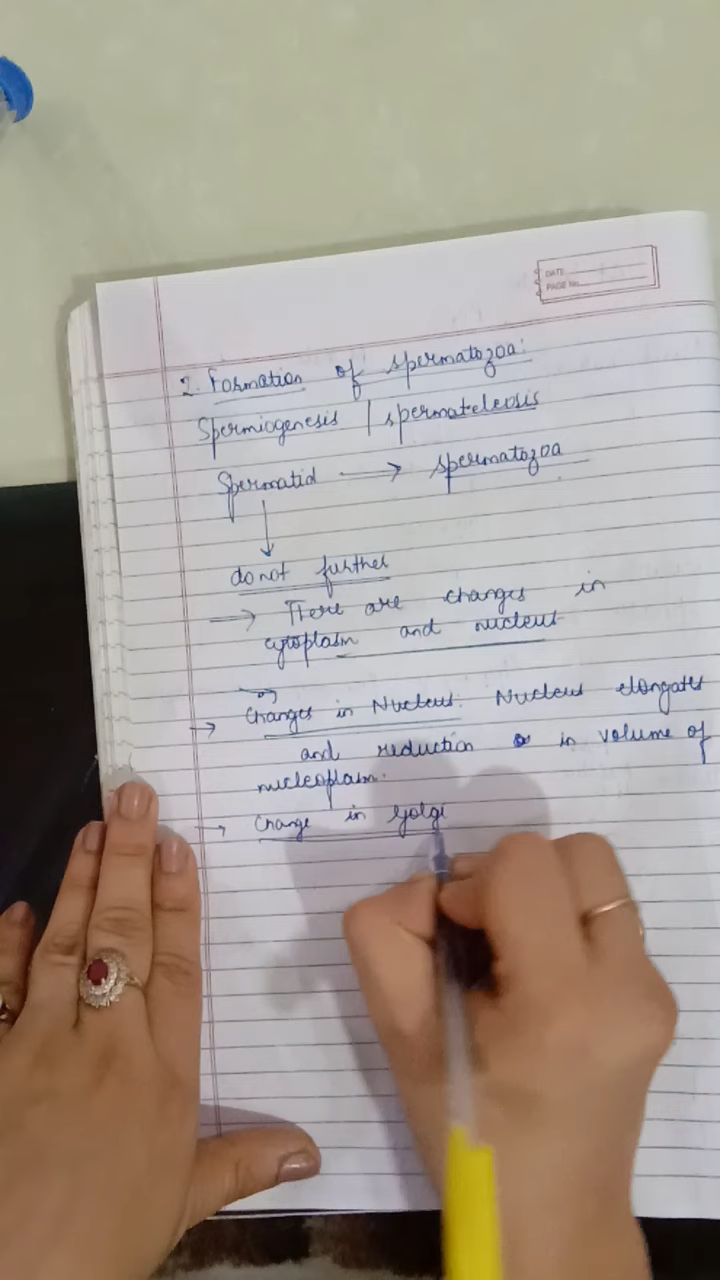 DATE
PAGE No.
2. Formation of spermatozoa:
Spermiogenesis / spermateleosis
Spermatid → spermatozoa
↓
do not further
→ There are changes in
cytoplasm and nucleus
→ Changes in Nucleus: Nucleus elongates
and reduction in volume of
nucleoplasm.
→ Change in Golgi